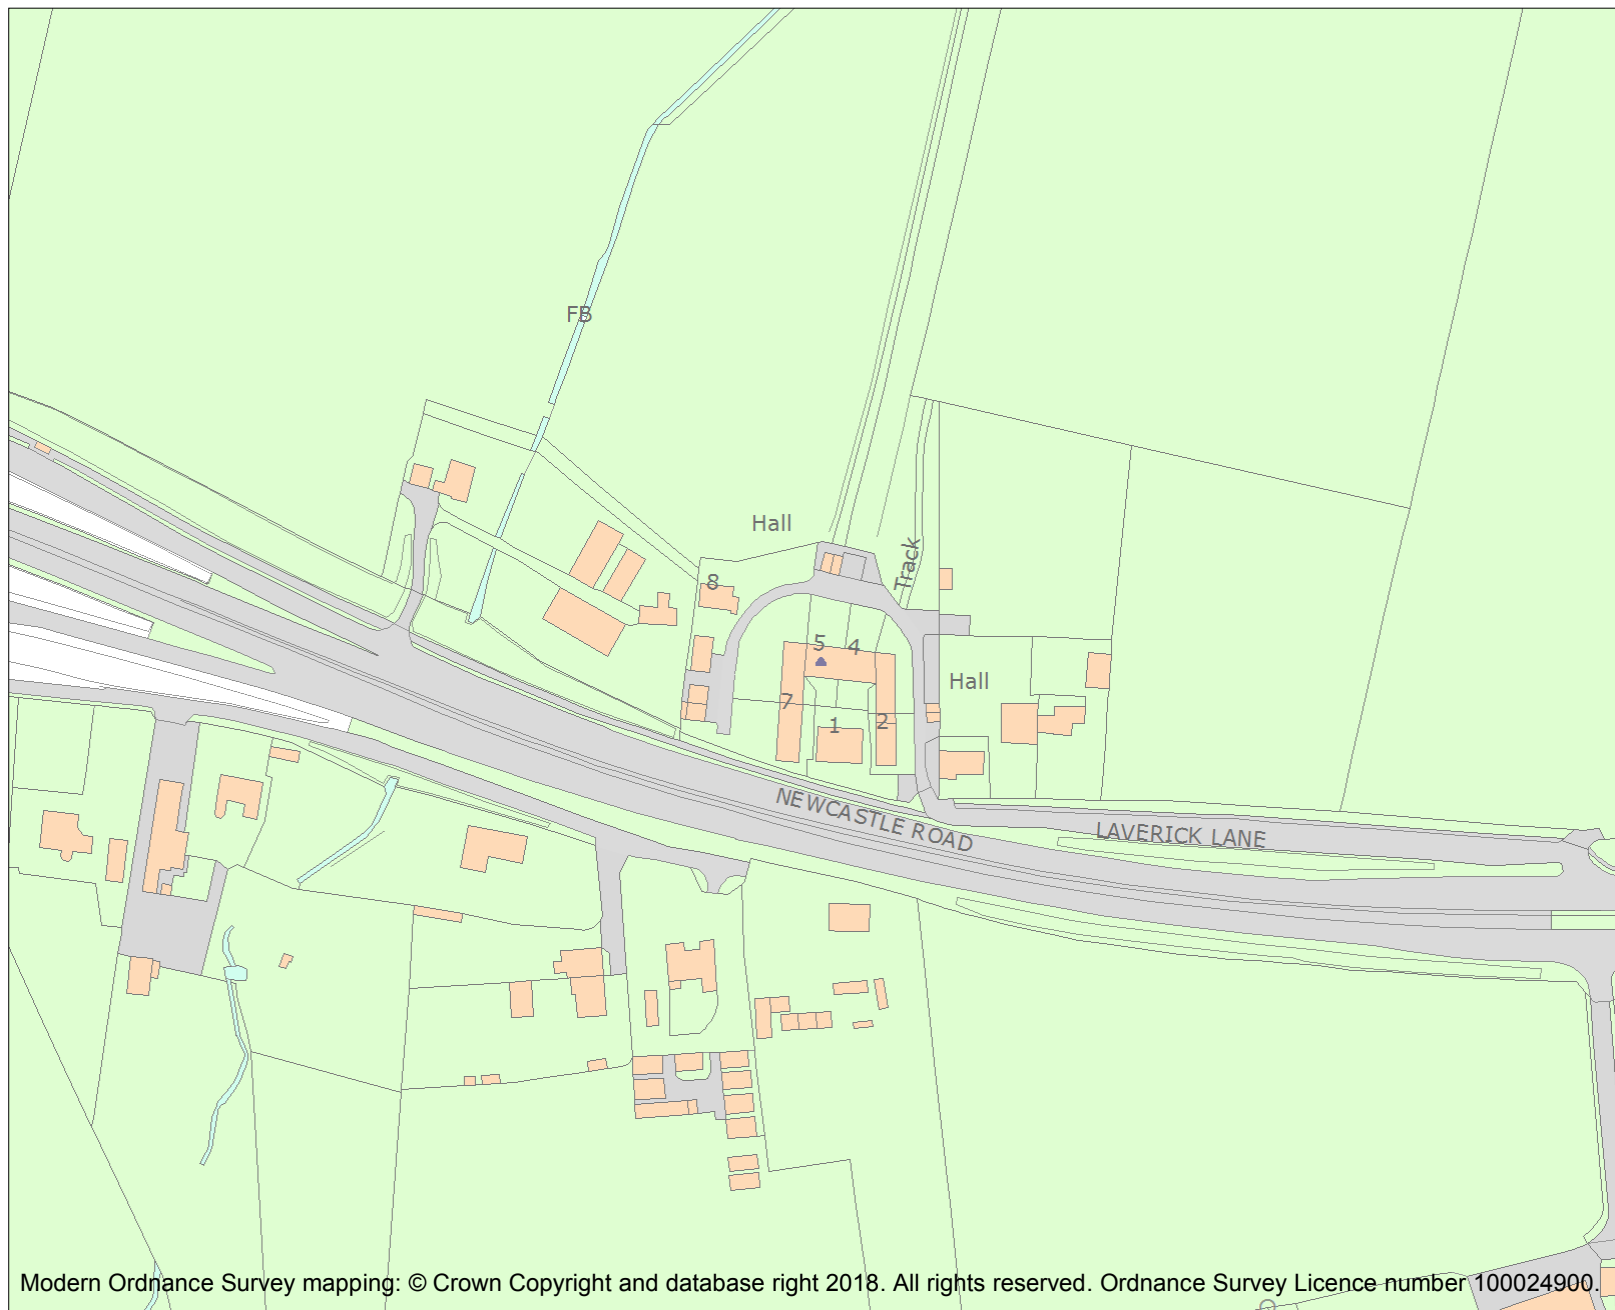 FB
Hall
Track
8
5
4
Hall
7
1
2
NEWCASTLE ROAD
LAVERICK LANE
Modern Ordnance Survey mapping: © Crown Copyright and database right 2018. All rights reserved. Ordnance Survey Licence number 100024900.